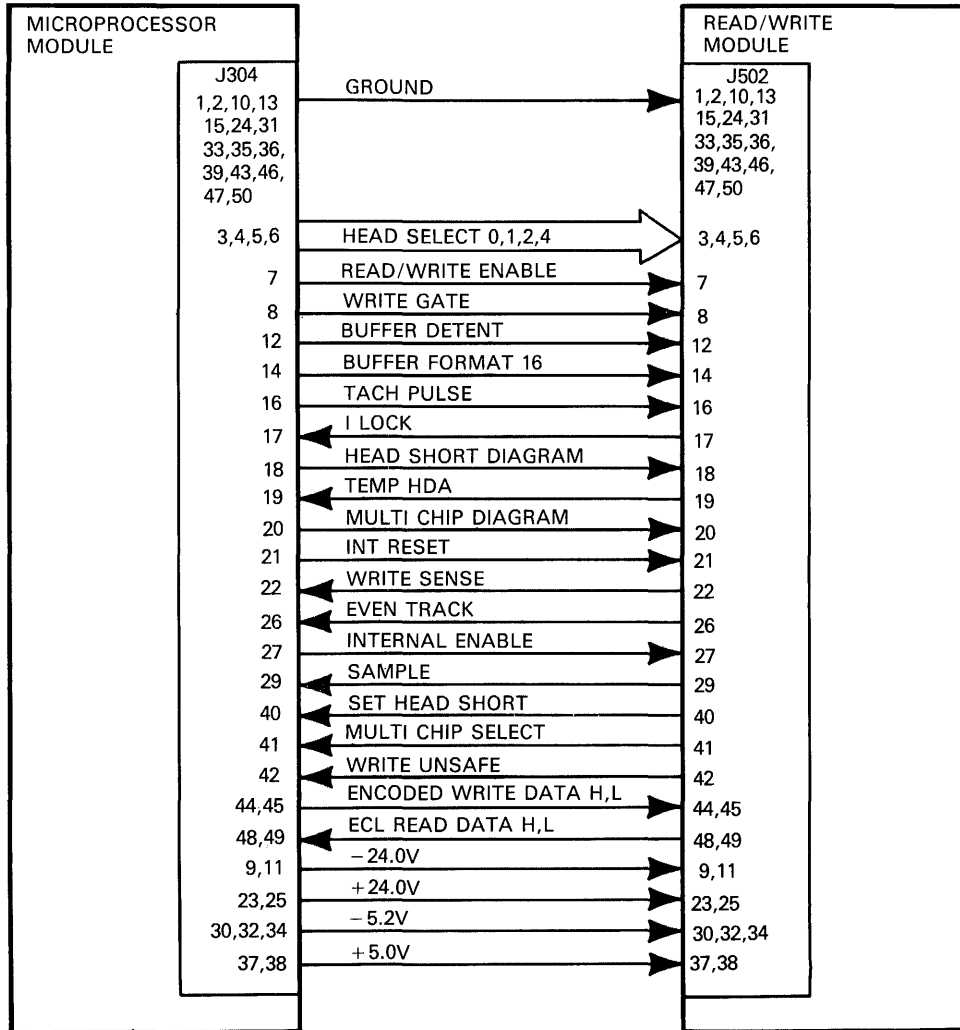 MICROPROCESSOR
MODULE
READ/WRITE
MODULE
J304
J502
GROUND
1,2,10,13
15,24,31
33,35,36,
39,43,46,
47,50
1,2,10,13
15,24,31
33,35,36,
39,43,46,
47,50
3,4,5,6 HEAD SELECT 0,1,2,4 3,4,5,6
7 READ/WRITE ENABLE 7
8 WRITE GATE 8
12 BUFFER DETENT 12
14 BUFFER FORMAT 16 14
16 TACH PULSE 16
17 I LOCK 17
18 HEAD SHORT DIAGRAM 18
19 TEMP HDA 19
20 MULTI CHIP DIAGRAM 20
21 INT RESET 21
22 WRITE SENSE 22
26 EVEN TRACK 26
27 INTERNAL ENABLE 27
29 SAMPLE 29
40 SET HEAD SHORT 40
41 MULTI CHIP SELECT 41
42 WRITE UNSAFE 42
44,45 ENCODED WRITE DATA H,L 44,45
48,49 ECL READ DATA H,L 48,49
9,11 −24.0V 9,11
23,25 +24.0V 23,25
30,32,34 −5.2V 30,32,34
37,38 +5.0V 37,38